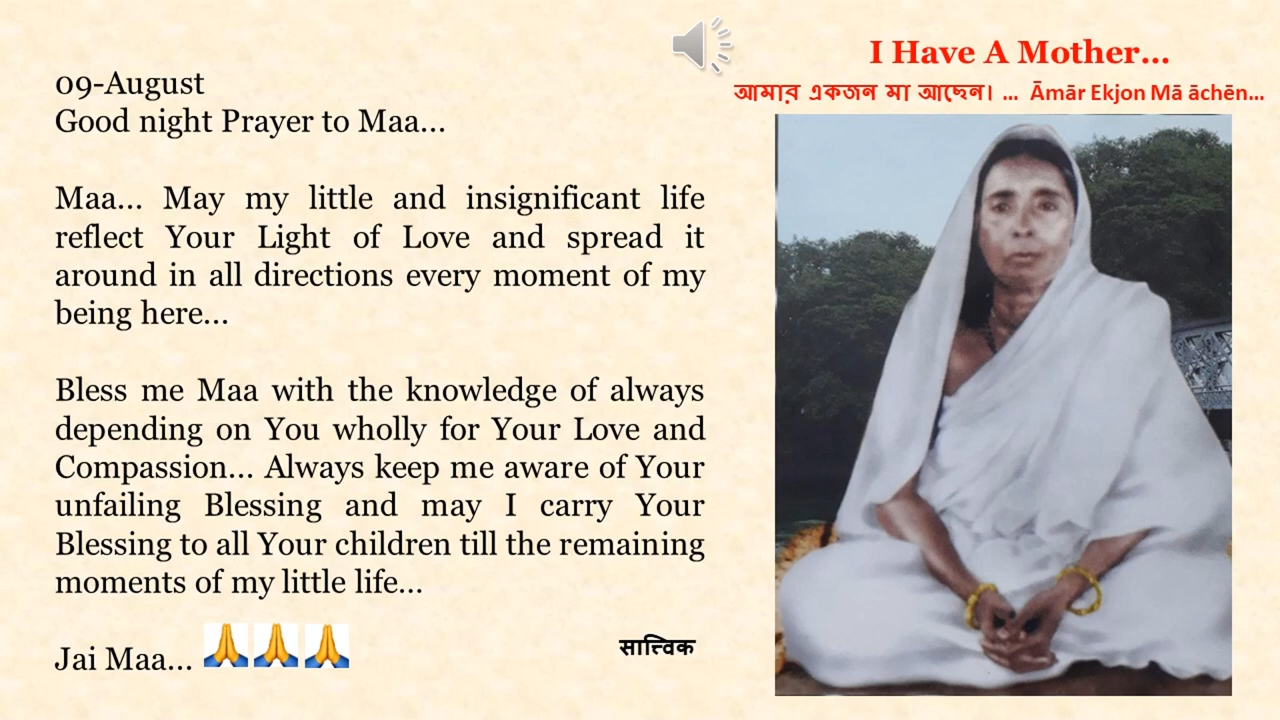 I Have A Mother...
আমার একজন মা আছেন। ... Āmār Ekjon Mā āchēn...
09-August
Good night Prayer to Maa...
Maa... May my little and insignificant life
reflect Your Light of Love and spread it
around in all directions every moment of my
being here...
Bless me Maa with the knowledge of always
depending on You wholly for Your Love and
Compassion... Always keep me aware of Your
unfailing Blessing and may I carry Your
Blessing to all Your children till the remaining
moments of my little life...
Jai Maa... 🙏🙏🙏
सात्त्विक